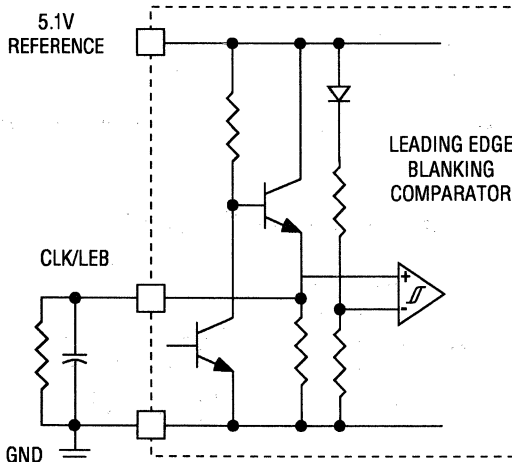 5.1V
REFERENCE
LEADING EDGE
BLANKING
COMPARATOR
CLK/LEB
+
-
GND